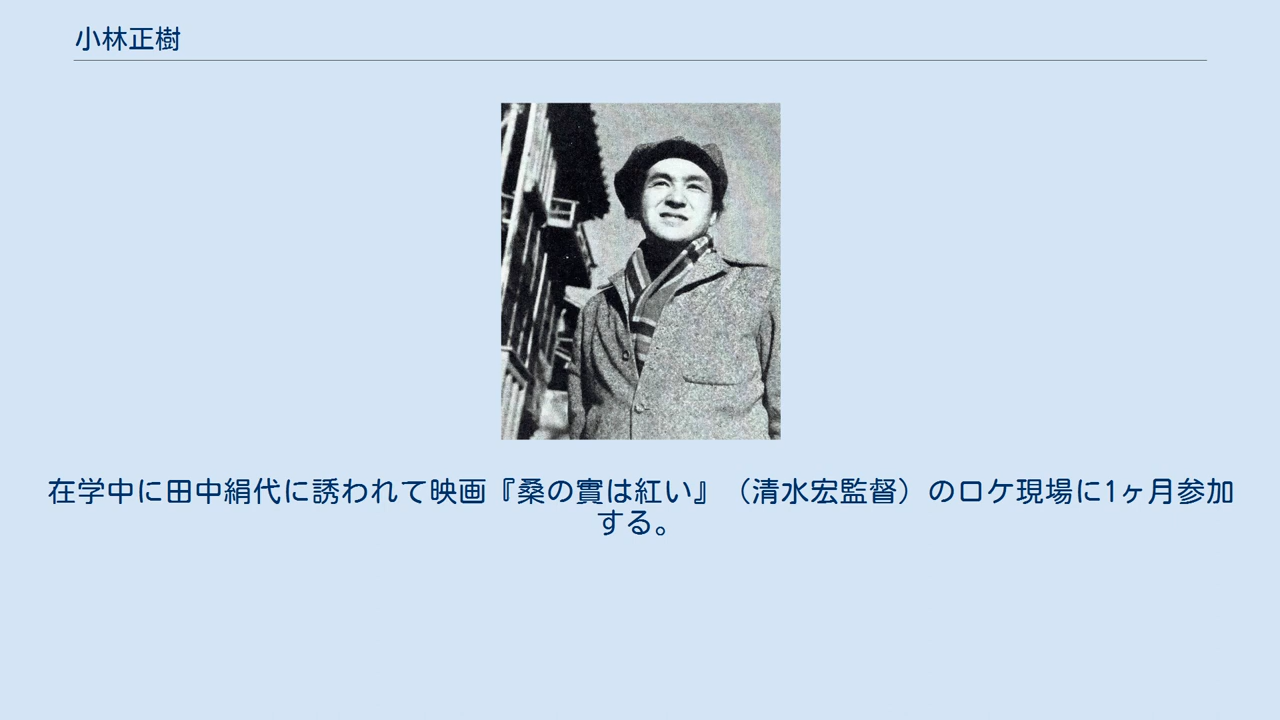 小林正樹
在学中に田中絹代に誘われて映画『桑の實は紅い』（清水宏監督）のロケ現場に1ヶ月参加
する。